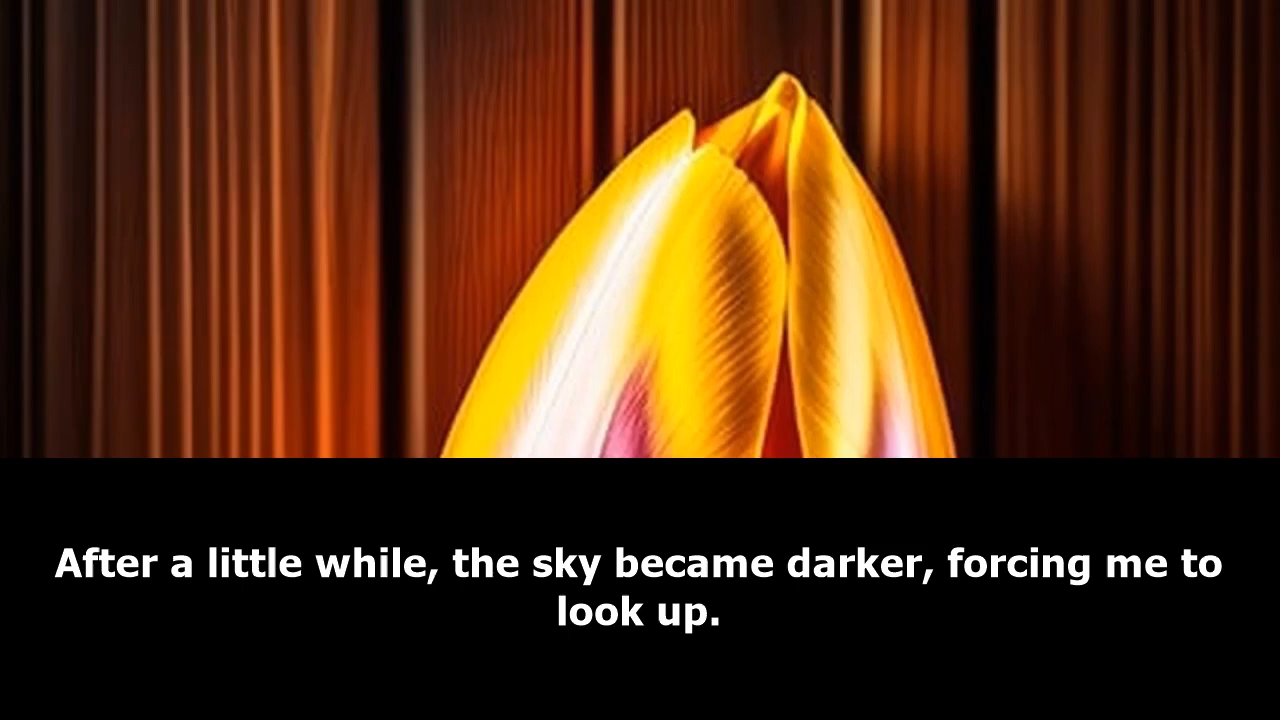 After a little while, the sky became darker, forcing me to
look up.